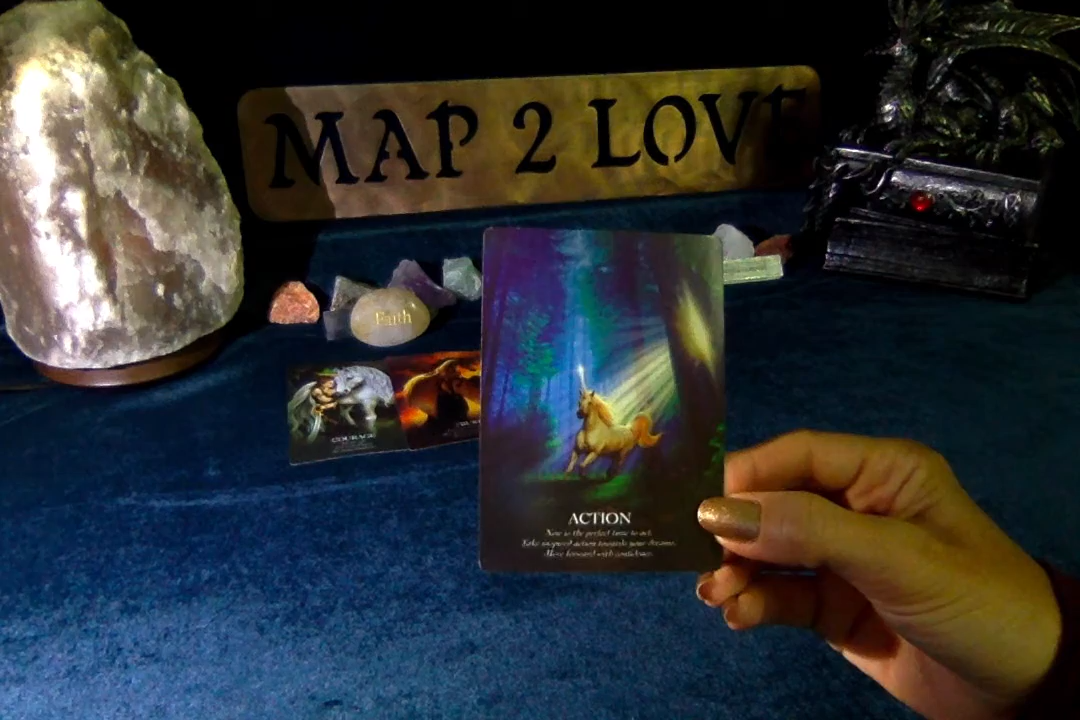 MAP 2 LOVE
Faith
COURAGE
ACTION
Now is the perfect time to act.
Take inspired action towards your dreams.
Move forward with confidence.